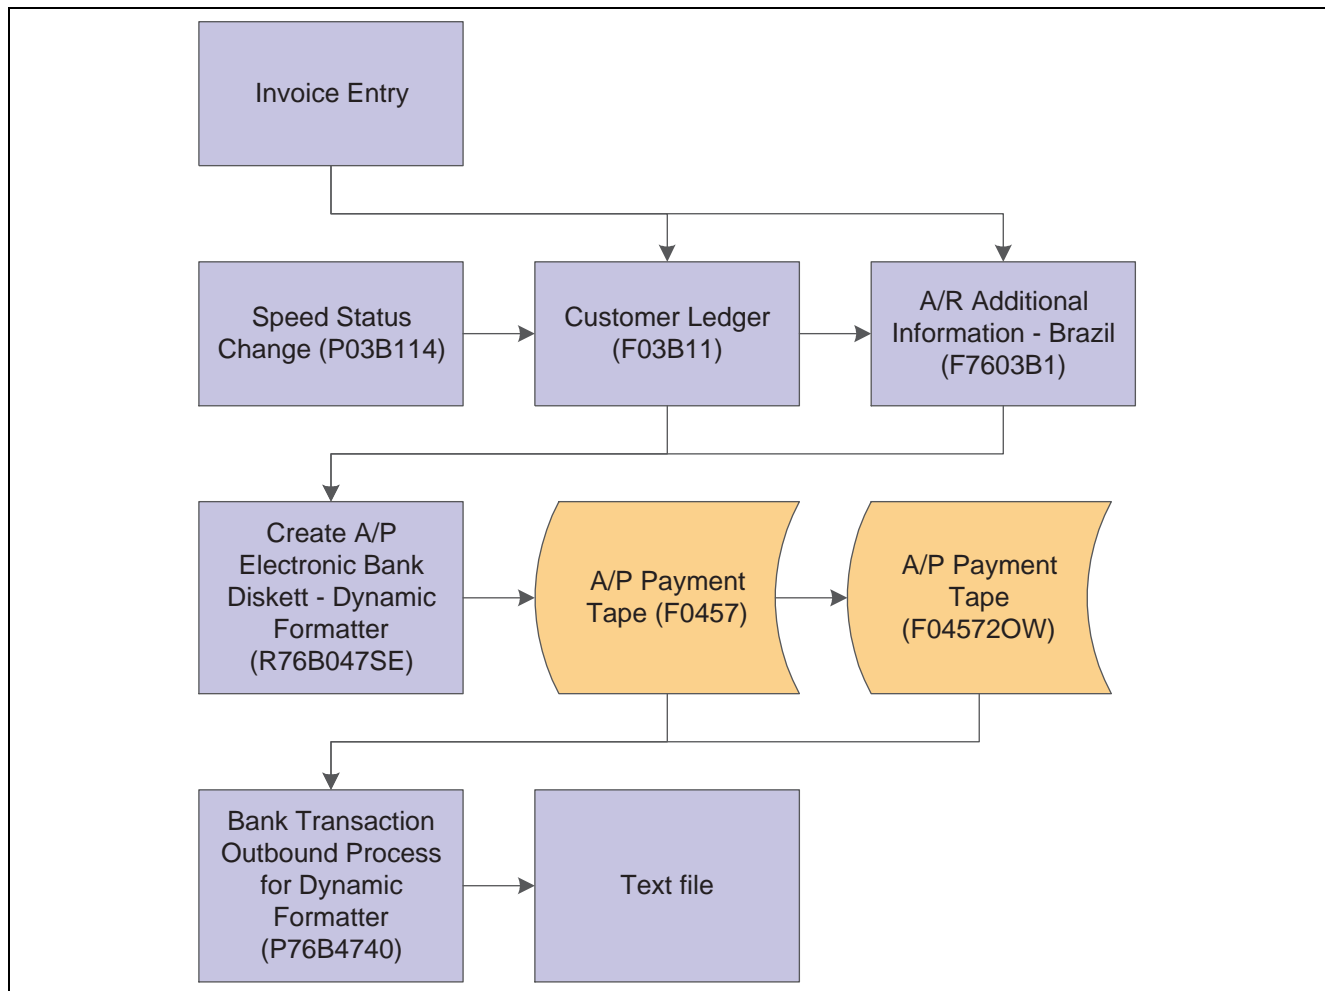 Invoice Entry
Speed Status
Change (P03B114)
Customer Ledger
(F03B11)
A/R Additional
Information - Brazil
(F7603B1)
Create A/P
Electronic Bank
Diskett - Dynamic
Formatter
(R76B047SE)
A/P Payment
Tape (F0457)
A/P Payment
Tape
(F04572OW)
Bank Transaction
Outbound Process
for Dynamic
Formatter
(P76B4740)
Text file